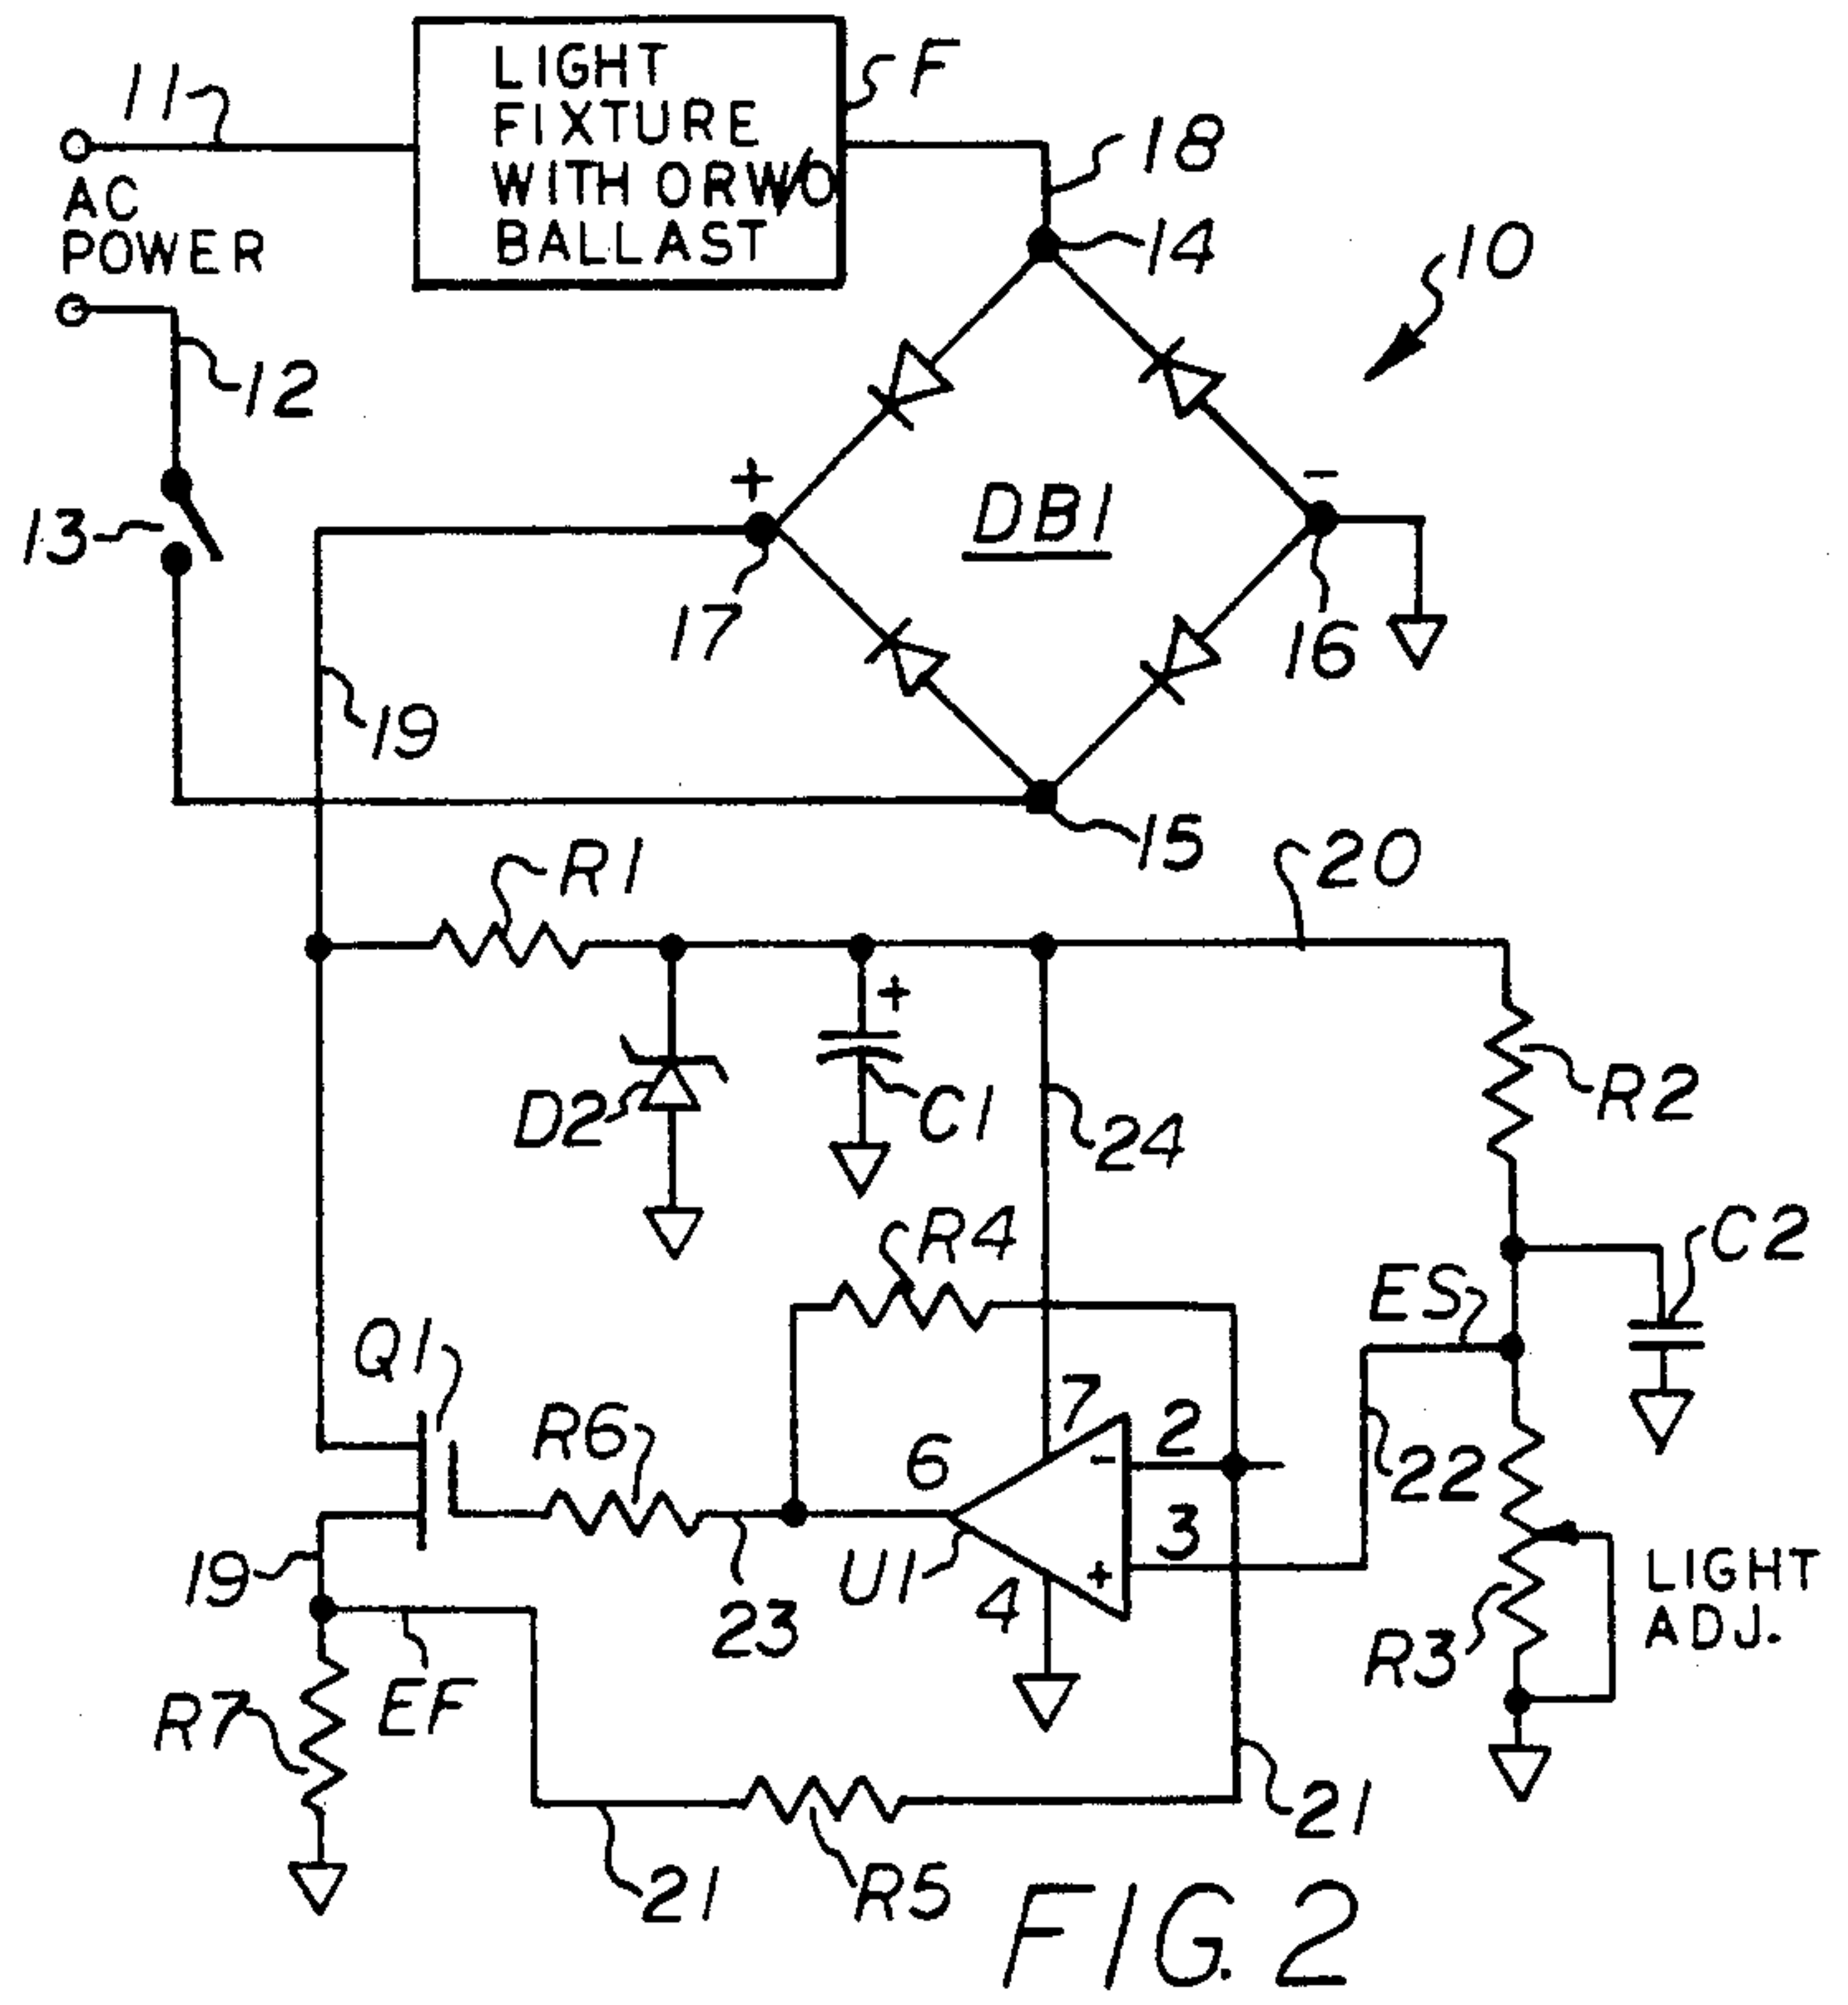 11
LIGHT
FIXTURE
WITH OR W/O
BALLAST
F
AC
POWER
18
14
10
12
13
+
DB1
-
17
16
19
15
R1
20
+
D2
C1
24
R2
R4
C2
ES
Q1
R6
7
2
-
6
22
3
+
U1
4
19
23
LIGHT
ADJ.
R3
R7
EF
21
21
R5
FIG. 2